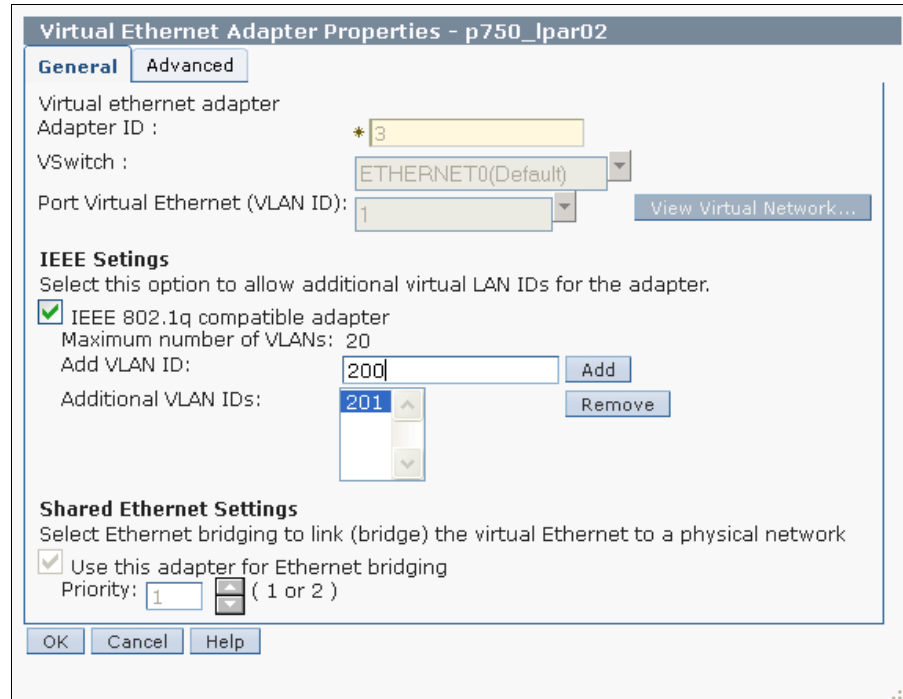 Virtual Ethernet Adapter Properties - p750_lpar02
General Advanced
Virtual ethernet adapter
Adapter ID : * 3
VSwitch : ETHERNET0(Default)
Port Virtual Ethernet (VLAN ID): 1 View Virtual Network...
IEEE Setings
Select this option to allow additional virtual LAN IDs for the adapter.
IEEE 802.1q compatible adapter
Maximum number of VLANs: 20
Add VLAN ID: 200 Add
Additional VLAN IDs: 201 Remove
Shared Ethernet Settings
Select Ethernet bridging to link (bridge) the virtual Ethernet to a physical network
Use this adapter for Ethernet bridging
Priority: 1 ( 1 or 2 )
OK Cancel Help